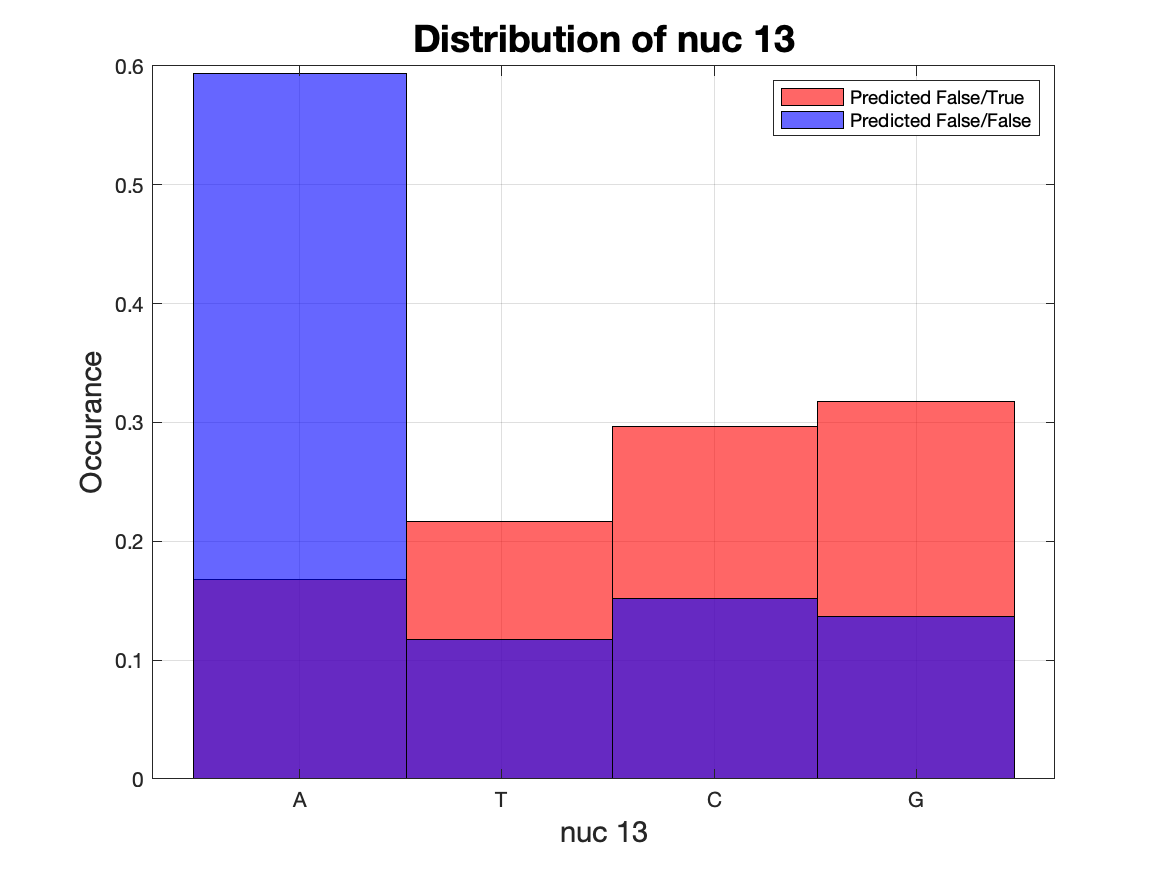 Distribution of nuc 13
Predicted False/True
Predicted False/False
0.6
0.5
0.4
0.3
0.2
0.1
0
Occurance
A T C G
nuc 13